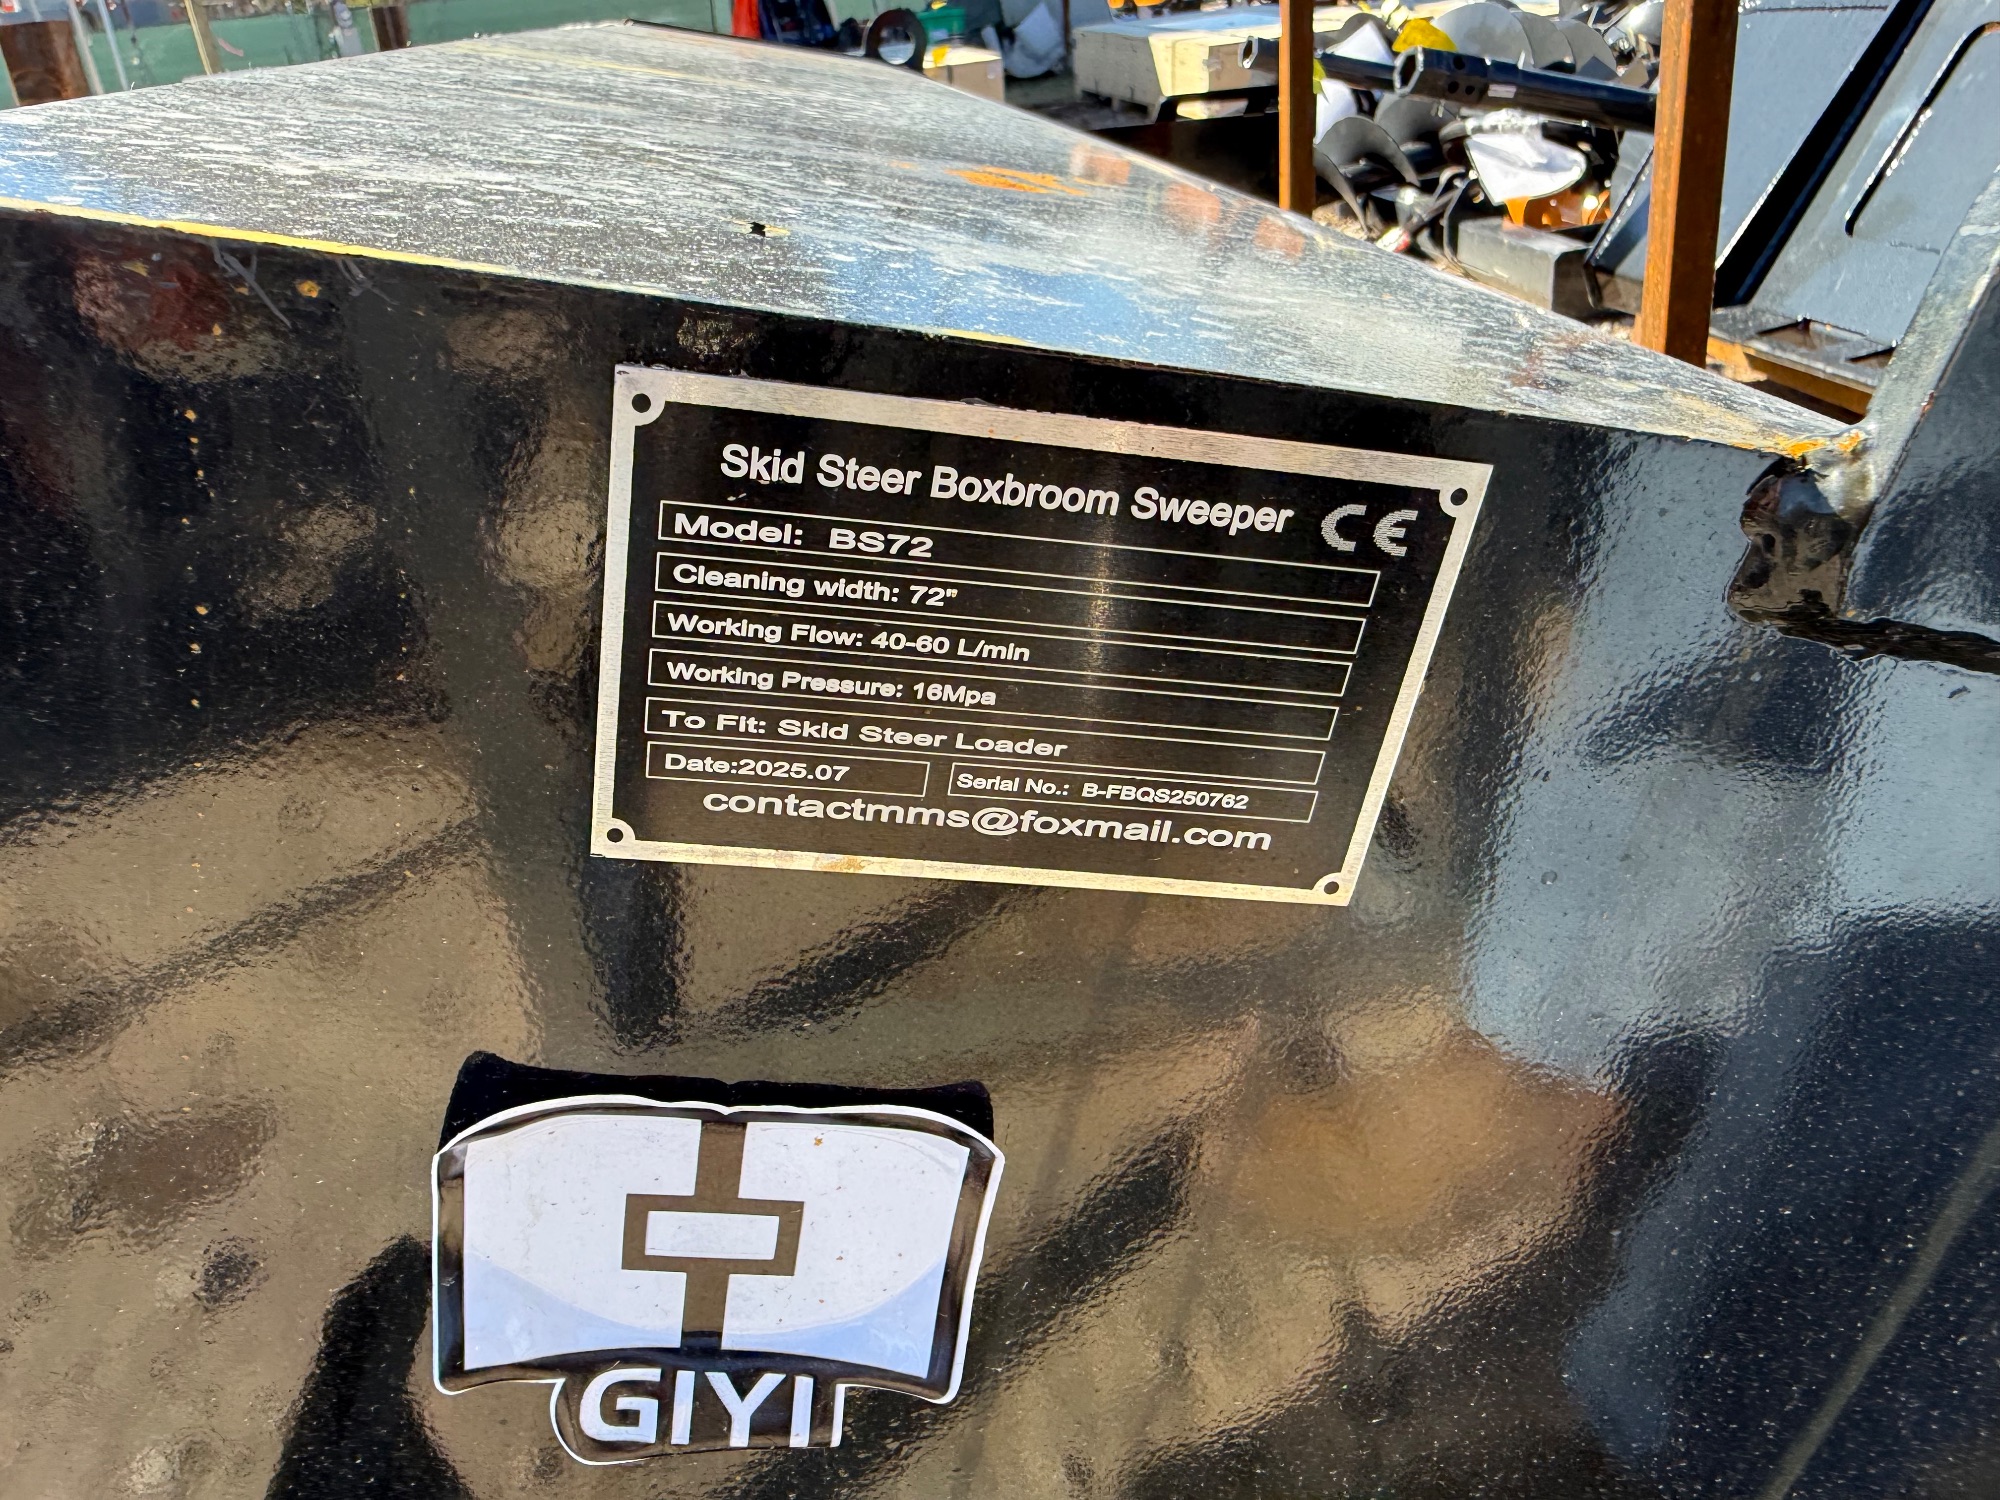 Skid Steer Boxbroom Sweeper CE
Model: BS72
Cleaning width: 72"
Working Flow: 40-60 L/min
Working Pressure: 16Mpa
To Fit: Skid Steer Loader
Date:2025.07 Serial No.: B-FBQS250762
contactmms@foxmail.com
GIYI